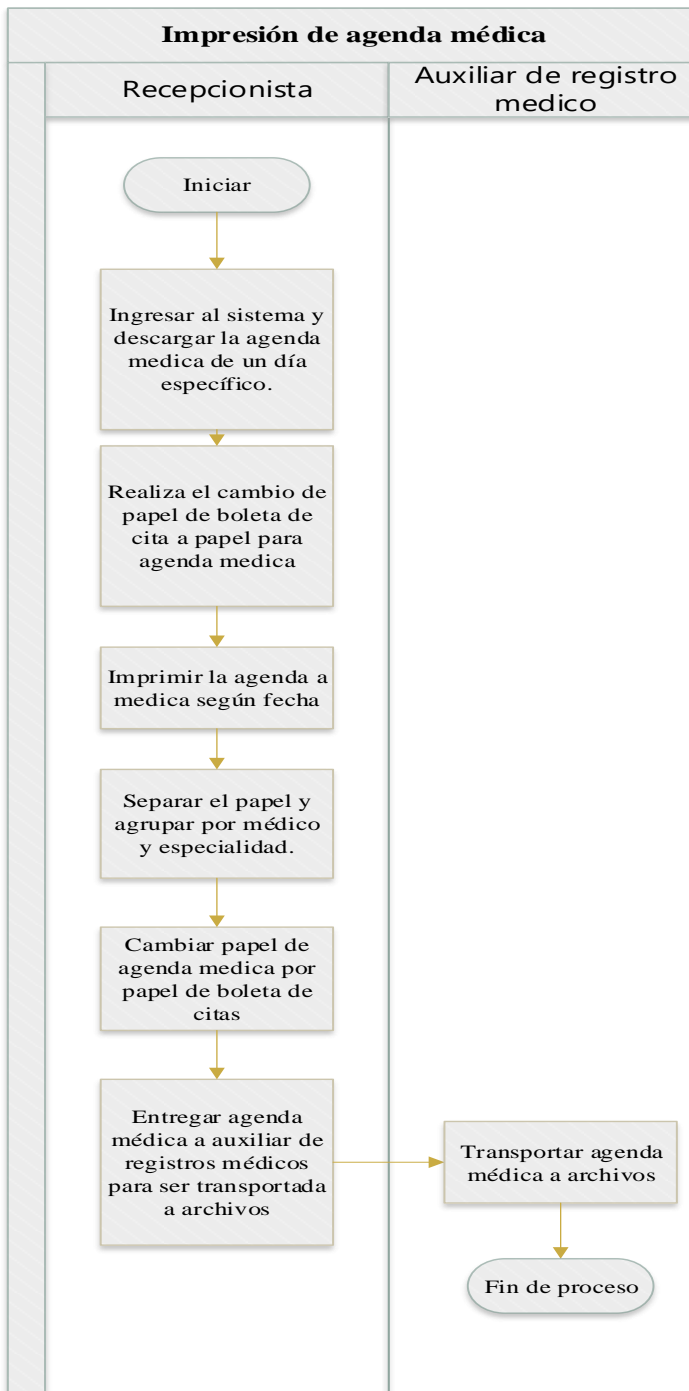 Impresión de agenda médica
Recepcionista
Auxiliar de registro
medico
Iniciar
Ingresar al sistema y
descargar la agenda
medica de un día
específico.
Realiza el cambio de
papel de boleta de
cita a papel para
agenda medica
Imprimir la agenda a
medica según fecha
Separar el papel y
agrupar por médico
y especialidad.
Cambiar papel de
agenda medica por
papel de boleta de
citas
Entregar agenda
médica a auxiliar de
registros médicos
para ser transportada
a archivos
Transportar agenda
médica a archivos
Fin de proceso